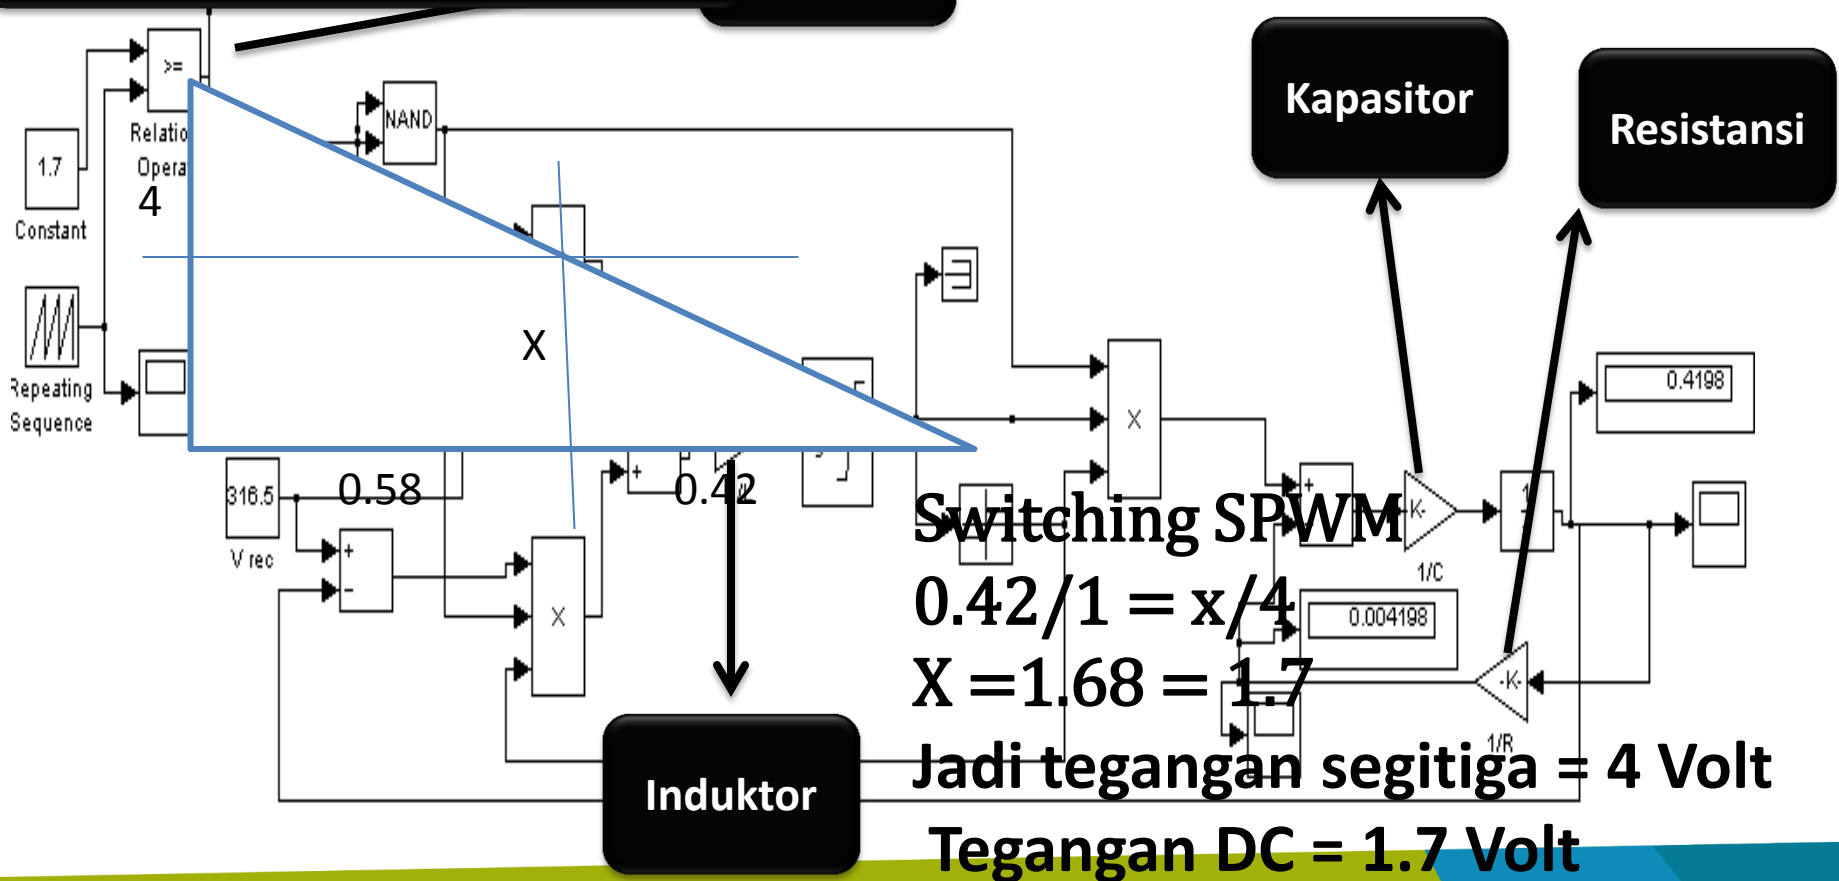 >=
Relatio
Opera
1.7
Constant
4
NAND
Repeating
Sequence
X
Kapasitor
Resistansi
X
0.4198
316.5
V rec
0.58
0.42
+
+
-
X
+
-K-
1/C
1
0.004198
-K-
1/R
Switching SPWM
0.42/1 = x/4
X =1.68 = 1.7
Jadi tegangan segitiga = 4 Volt
Tegangan DC = 1.7 Volt
Induktor